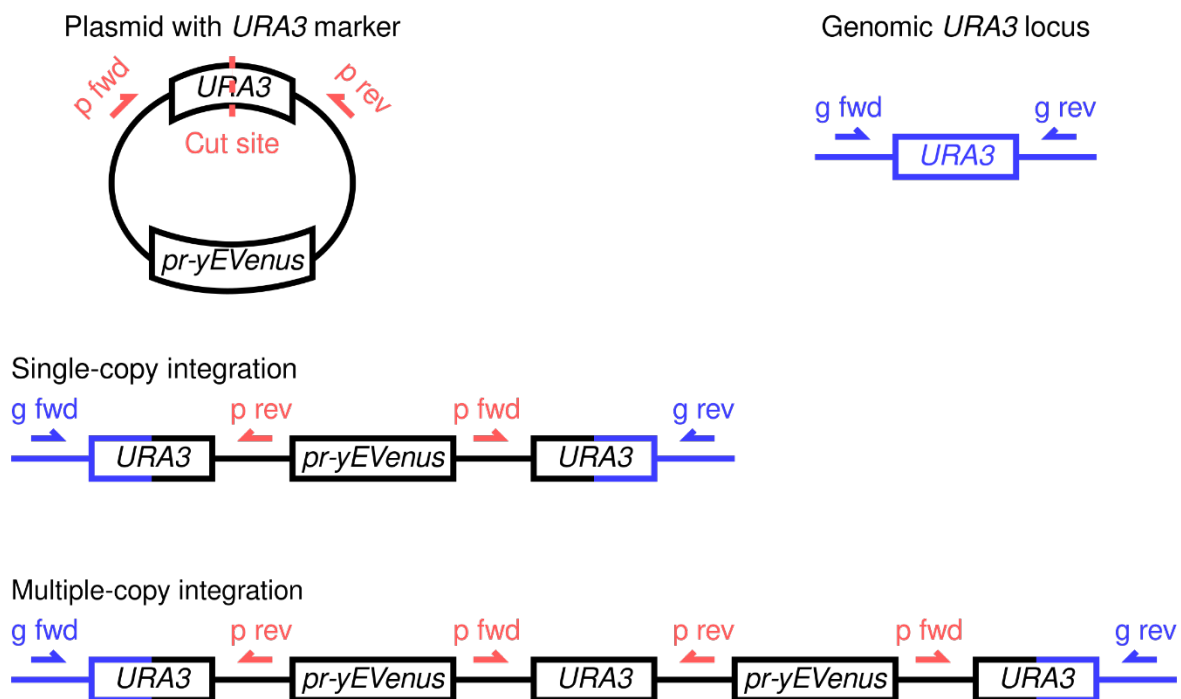 Plasmid with URA3 marker
p fwd
URA3
p rev
Cut site
pr-yEVenus
Genomic URA3 locus
g fwd
g rev
URA3
Single-copy integration
g fwd
p rev
p fwd
g rev
URA3
pr-yEVenus
URA3
Multiple-copy integration
g fwd
p rev
p fwd
p rev
p fwd
g rev
URA3
pr-yEVenus
URA3
pr-yEVenus
URA3